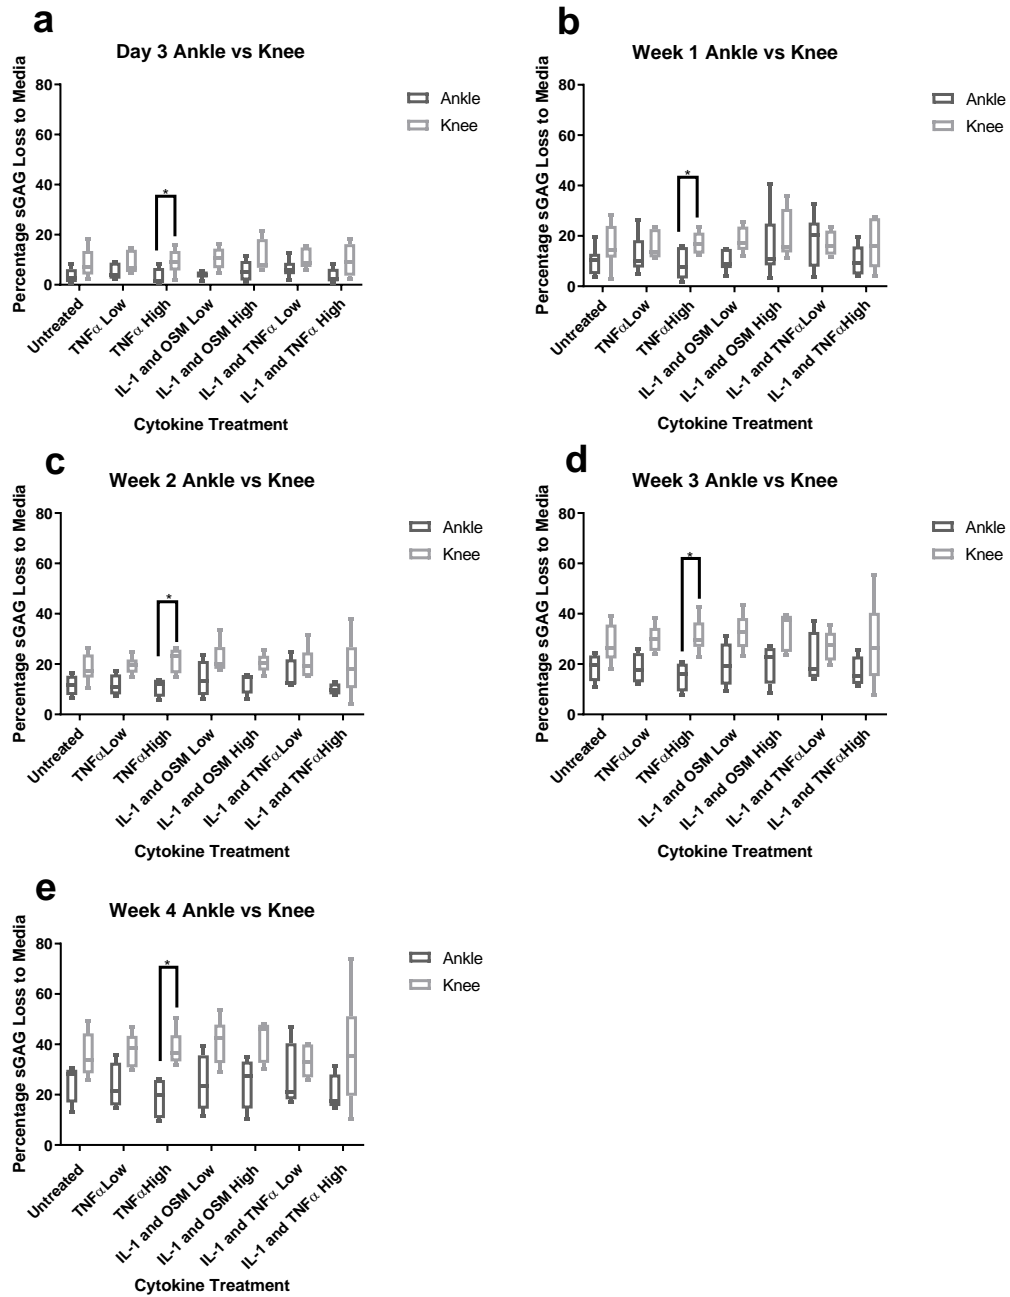 a
Day 3 Ankle vs Knee
Percentage sGAG Loss to Media
80
60
40
20
0
*
Ankle
Knee
Untreated
TNFα Low
TNFα High
IL-1 and OSM Low
IL-1 and OSM High
IL-1 and TNFα Low
IL-1 and TNFα High
Cytokine Treatment
b
Week 1 Ankle vs Knee
Percentage sGAG Loss to Media
80
60
40
20
0
*
Ankle
Knee
Untreated
TNFαLow
TNFαHigh
IL-1 and OSM Low
IL-1 and OSM High
IL-1 and TNFαLow
IL-1 and TNFαHigh
Cytokine Treatment
c
Week 2 Ankle vs Knee
Percentage sGAG Loss to Media
80
60
40
20
0
*
Ankle
Knee
Untreated
TNFαLow
TNFαHigh
IL-1 and OSM Low
IL-1 and OSM High
IL-1 and TNFαLow
IL-1 and TNFαHigh
Cytokine Treatment
d
Week 3 Ankle vs Knee
Percentage sGAG Loss to Media
80
60
40
20
0
*
Ankle
Knee
Untreated
TNFαLow
TNFαHigh
IL-1 and OSM Low
IL-1 and OSM High
IL-1 and TNFαLow
IL-1 and TNFαHigh
Cytokine Treatment
e
Week 4 Ankle vs Knee
Percentage sGAG Loss to Media
80
60
40
20
0
*
Ankle
Knee
Untreated
TNFαLow
TNFαHigh
IL-1 and OSM Low
IL-1 and OSM High
IL-1 and TNFα Low
IL-1 and TNFα High
Cytokine Treatment